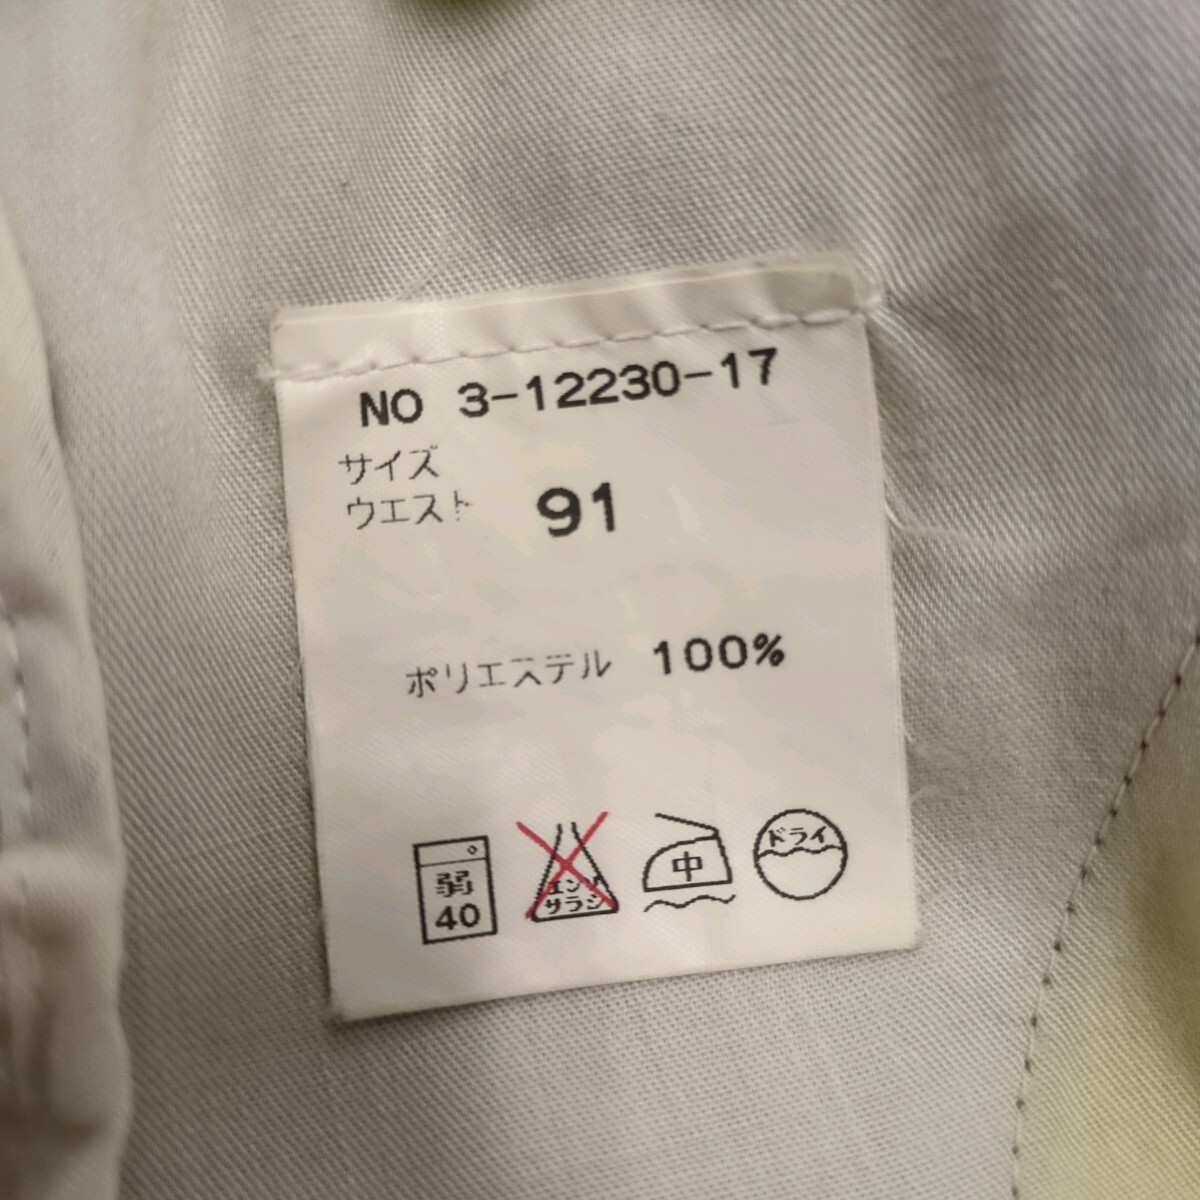 NO 3-12230-17
サイズ
ウエスト 91
ポリエステル 100%
弱
40
エンソ
サラシ
中
ドライ